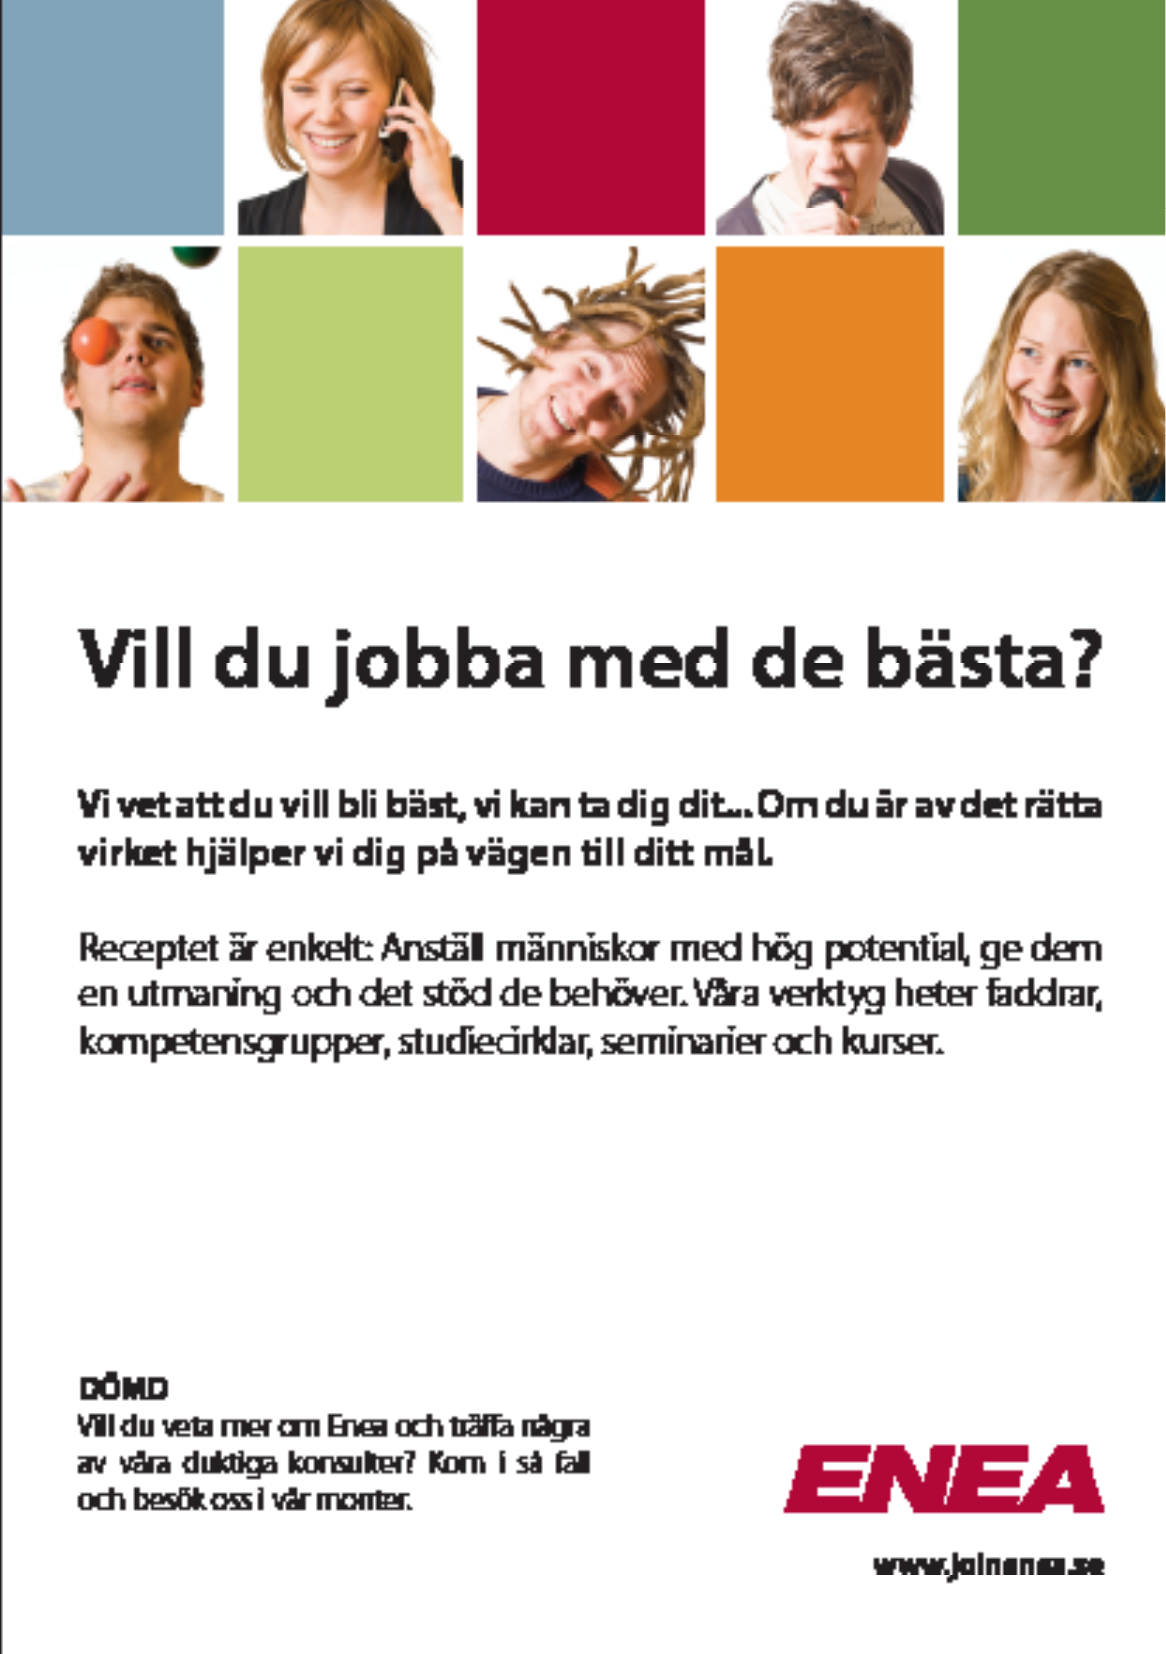 Vill du jobba med de bästa?
Vi vet att du vill bli bäst, vi kan ta dig dit... Om du är av det rätta
virket hjälper vi dig på vägen till ditt mål.
Receptet är enkelt: Anställ människor med hög potential, ge dem
en utmaning och det stöd de behöver. Våra verktyg heter faddrar,
kompetensgrupper, studiecirklar, seminarier och kurser.
DÖMD
Vill du veta mer om Enea och träffa några
av våra duktiga konsulter? Kom i så fall
och besök oss i vår monter.
ENEA
www.joinenea.se